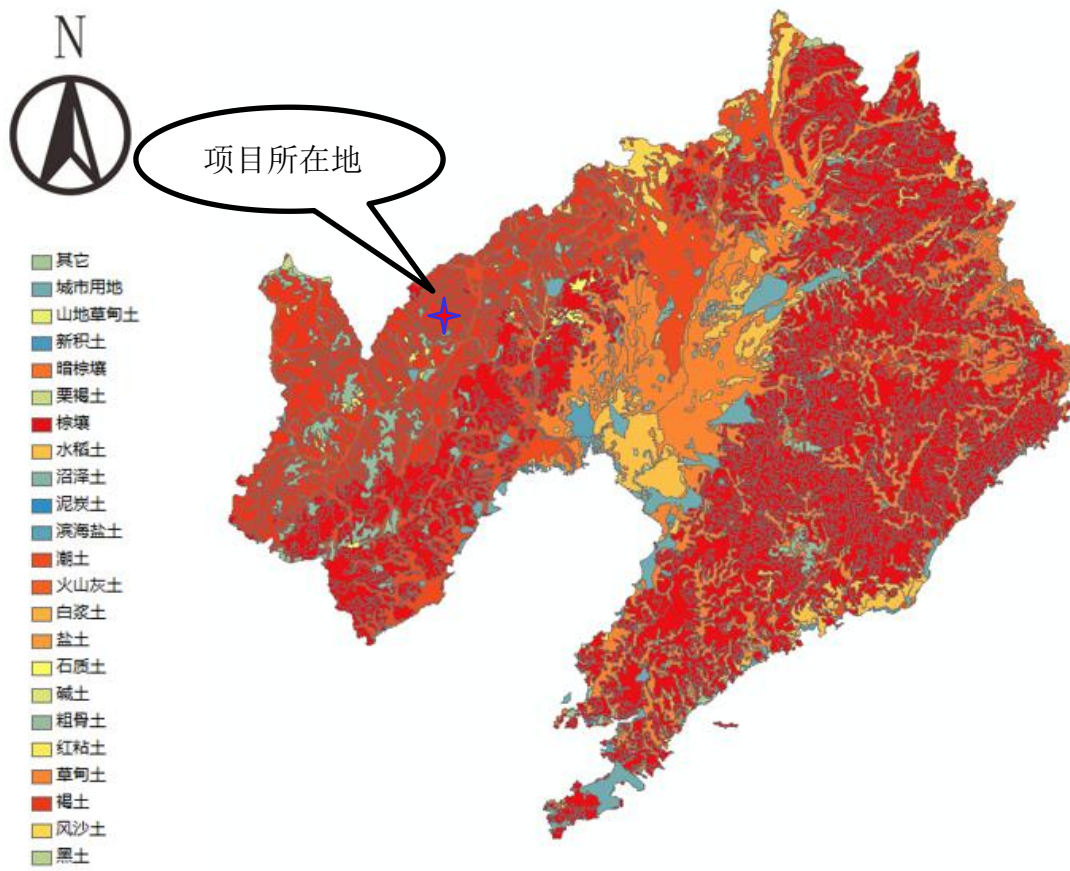 N
项目所在地
其它
城市用地
山地草甸土
新积土
暗棕壤
栗褐土
棕壤
水稻土
沼泽土
泥炭土
滨海盐土
潮土
火山灰土
白浆土
盐土
石质土
碱土
粗骨土
红粘土
草甸土
褐土
风沙土
黑土